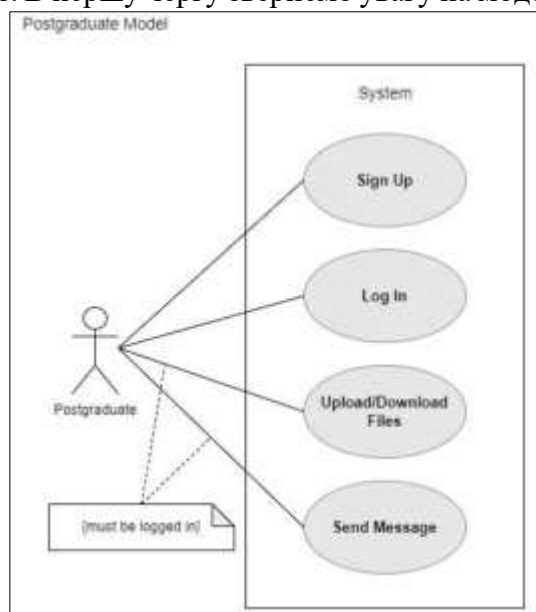 Postgraduate Model
System
Sign Up
Log In
Upload/Download
Files
Send Message
Postgraduate
{must be logged in}